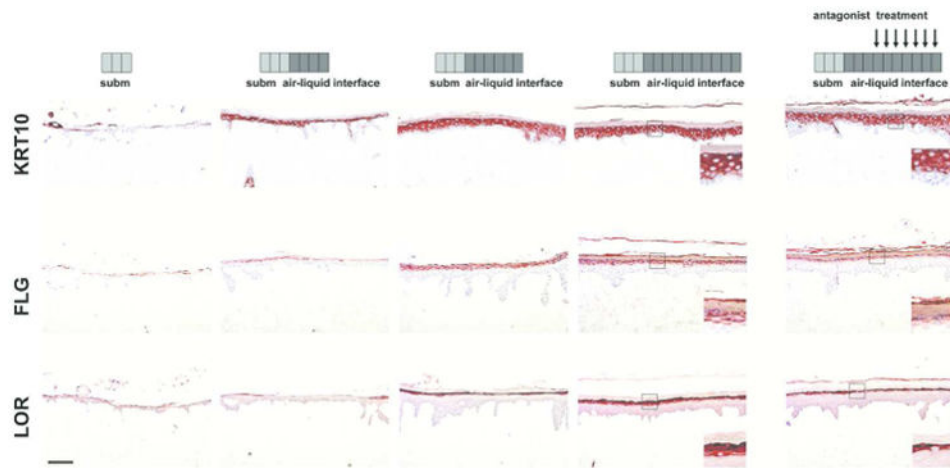 antagonist treatment
subm
subm air-liquid interface
subm air-liquid interface
subm air-liquid interface
subm air-liquid interface
KRT10
FLG
LOR